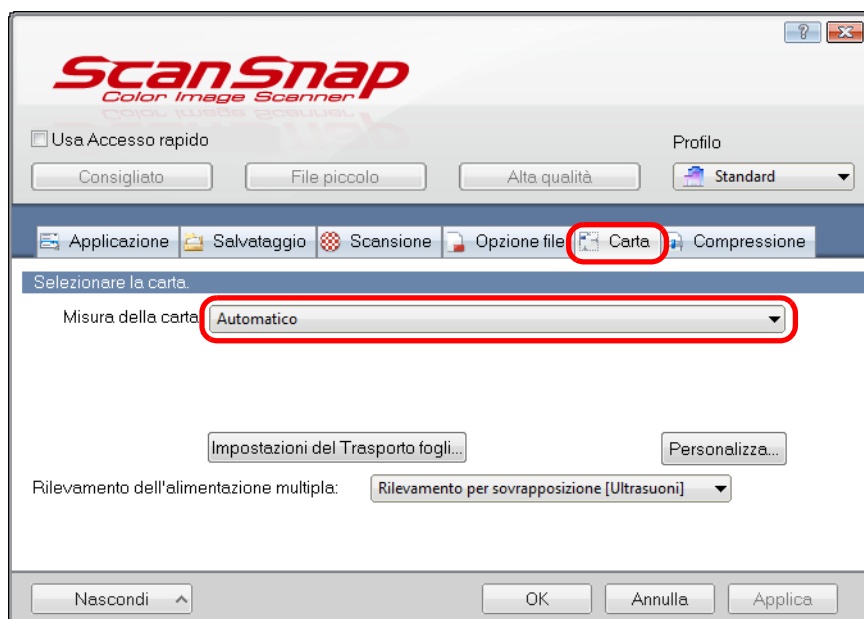 ScanSnap
Color Image Scanner
Usa Accesso rapido
Profilo
Consigliato File piccolo Alta qualità Standard
Applicazione Salvataggio Scansione Opzione file Carta Compressione
Selezionare la carta.
Misura della carta Automatico
Impostazioni del Trasporto fogli... Personalizza...
Rilevamento dell'alimentazione multipla: Rilevamento per sovrapposizione [Ultrasuoni]
Nascondi OK Annulla Applica